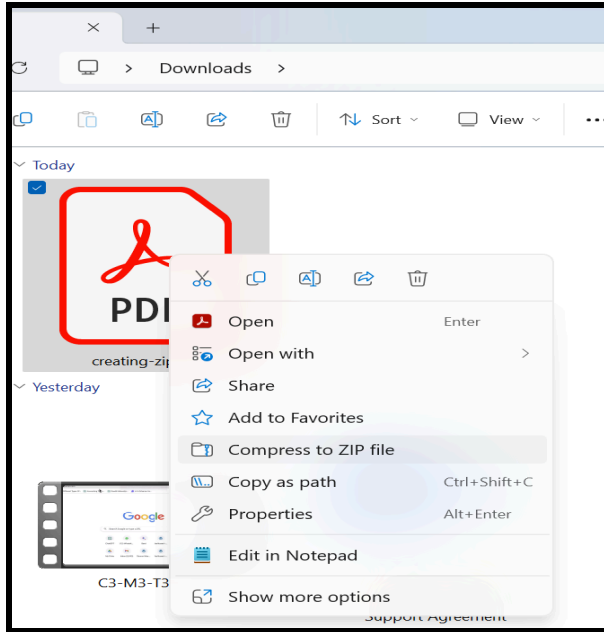 Downloads
Sort
View
Today
PDF
creating-zip
Open Enter
Open with
Share
Add to Favorites
Compress to ZIP file
Copy as path Ctrl+Shift+C
Properties Alt+Enter
Edit in Notepad
Show more options
Yesterday
Google
C3-M3-T3
Support Agreement